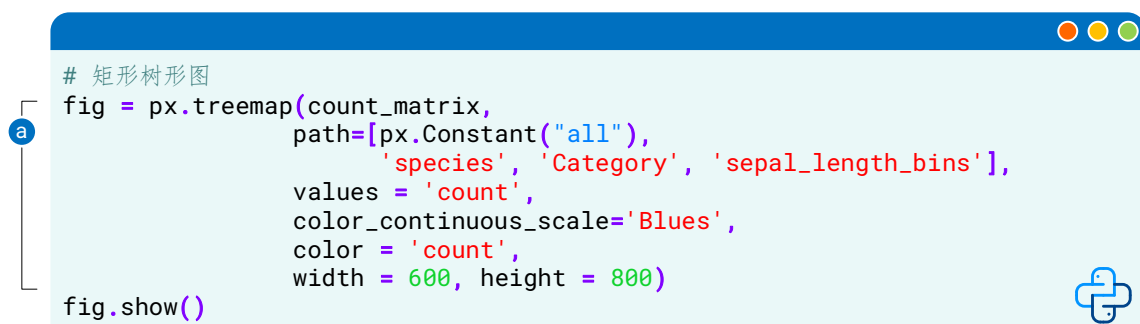 # 矩形树形图
a
fig = px.treemap(count_matrix,
path=[px.Constant("all"),
'species', 'Category', 'sepal_length_bins'],
values = 'count',
color_continuous_scale='Blues',
color = 'count',
width = 600, height = 800)
fig.show()